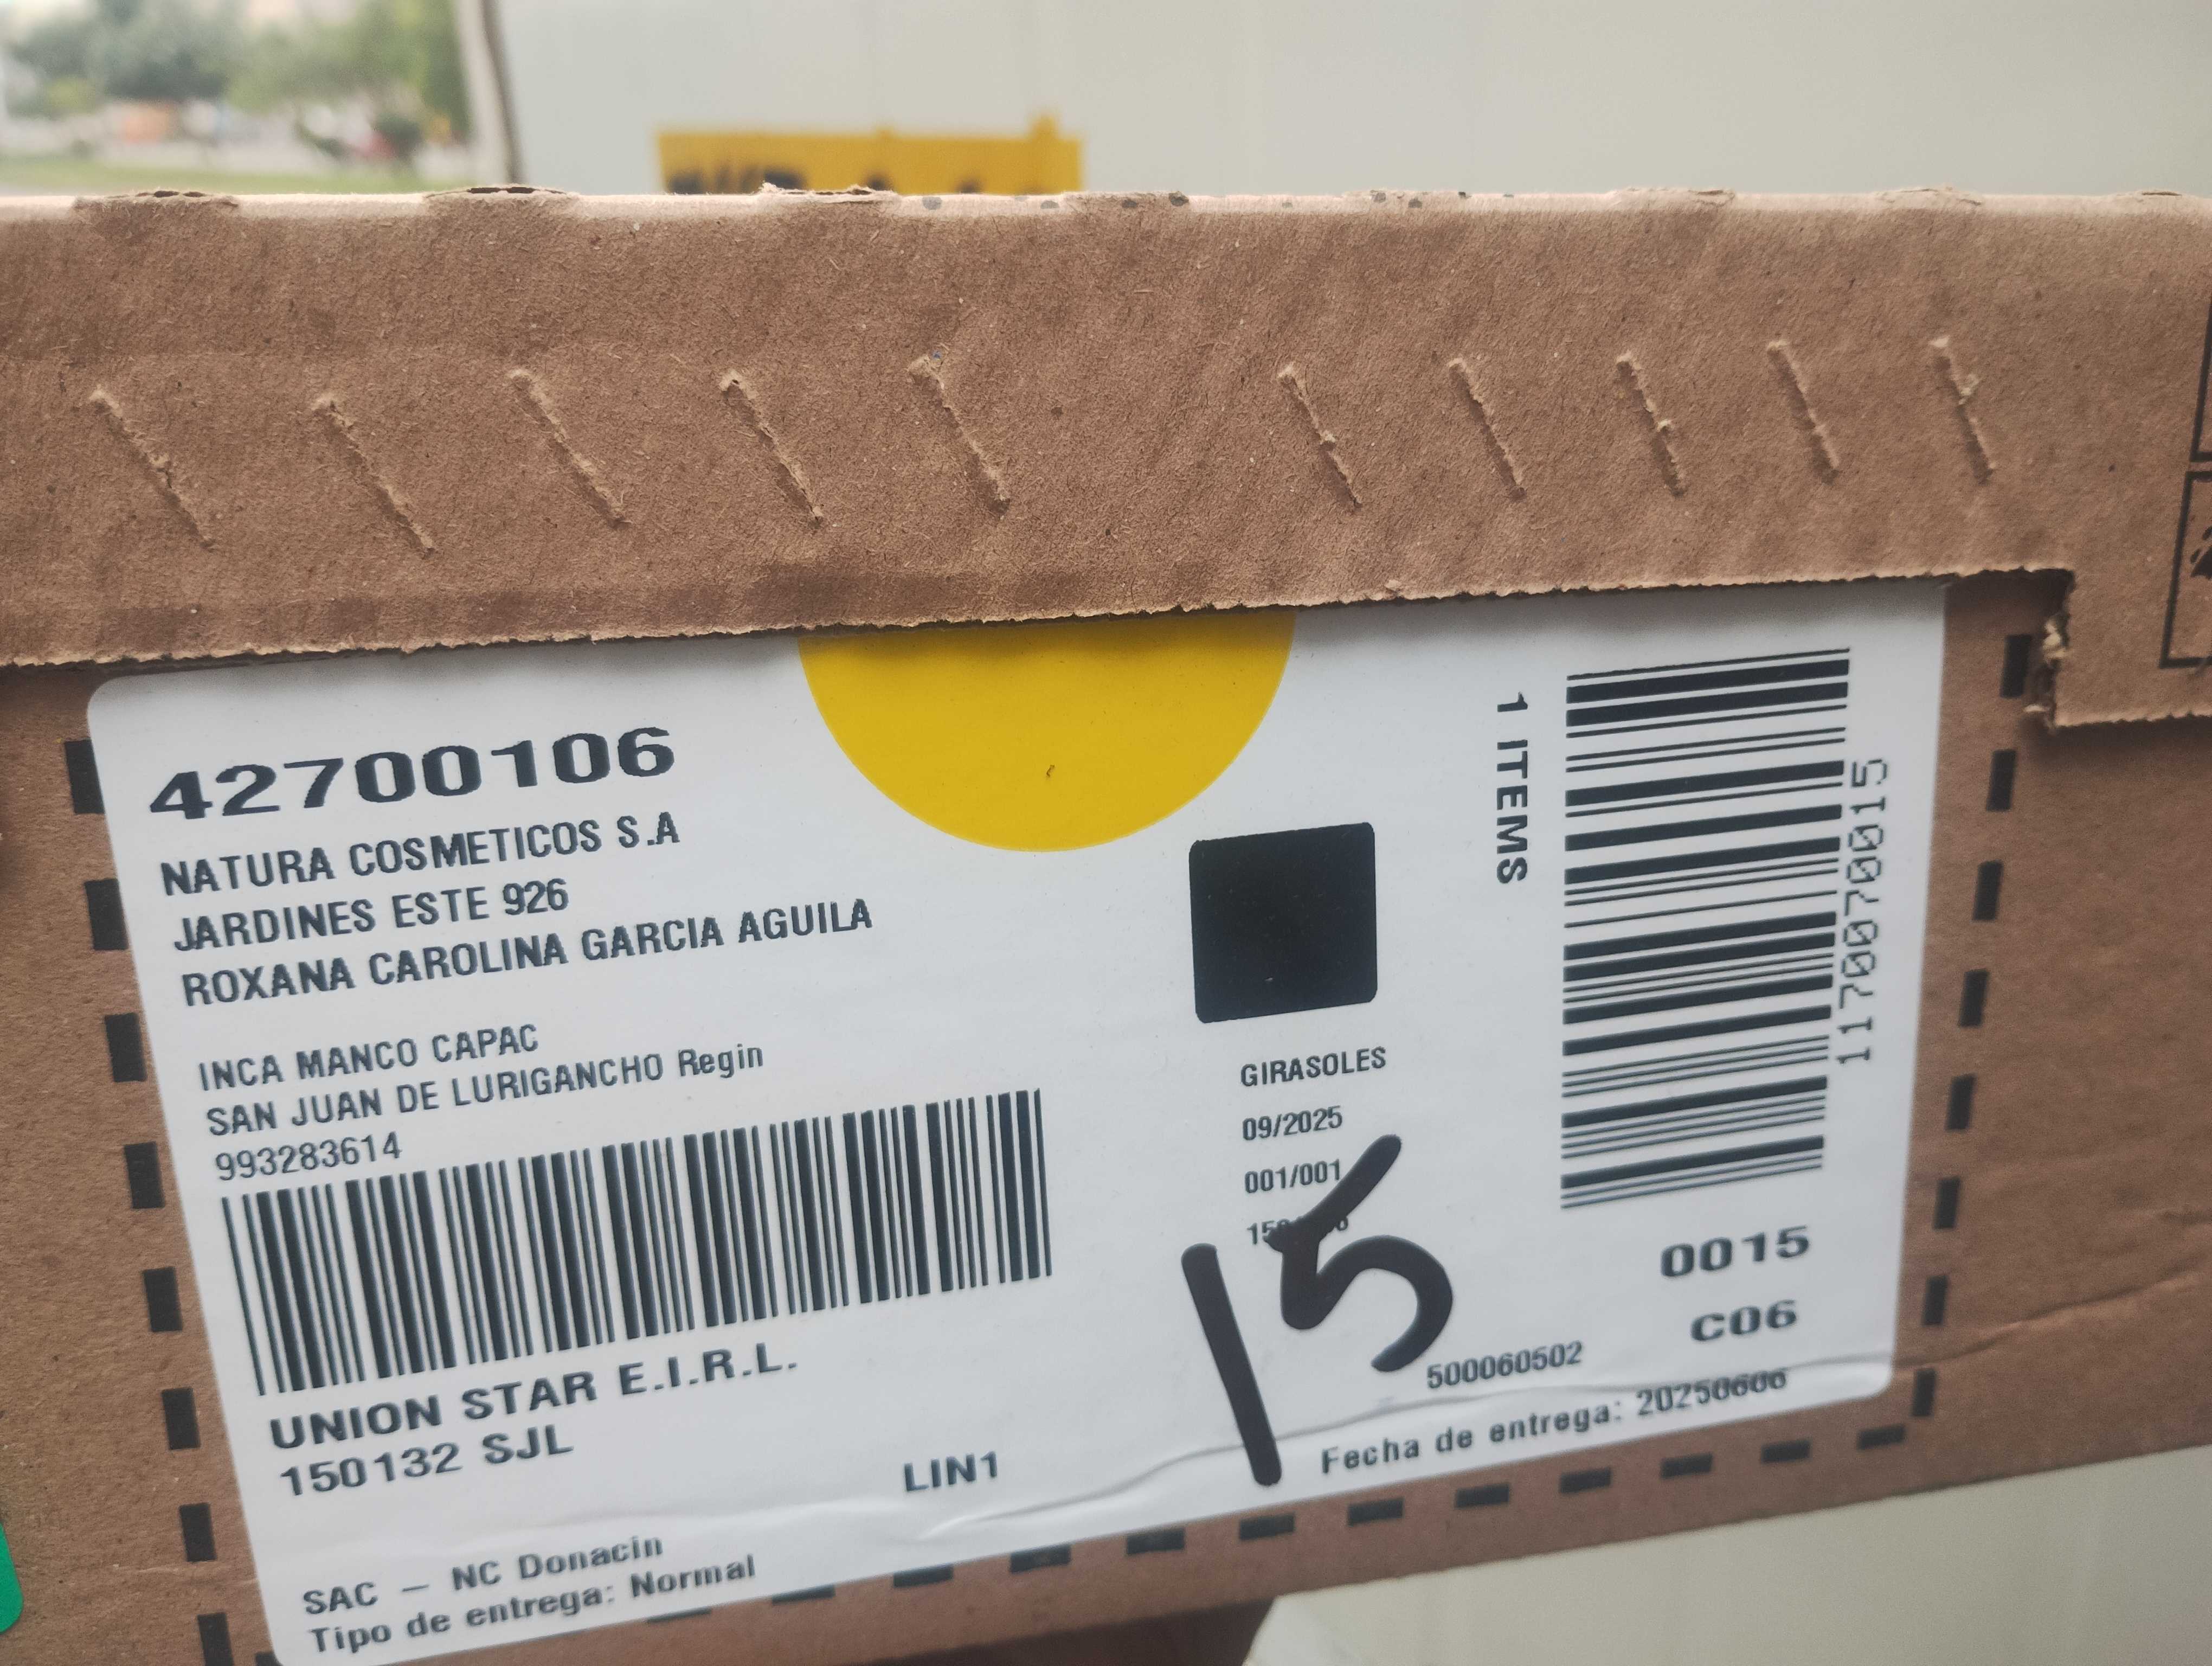 42700106
NATURA COSMETICOS S.A
JARDINES ESTE 926
ROXANA CAROLINA GARCIA AGUILA
INCA MANCO CAPAC
SAN JUAN DE LURIGANCHO Regin
993283614
UNION STAR E.I.R.L.
150132 SJL
LIN1
SAC - NC Donacin
Tipo de entrega: Normal
GIRASOLES
09/2025
001/001
15
1 ITEMS
1170070015
0015
C06
500060502
Fecha de entrega: 20250606